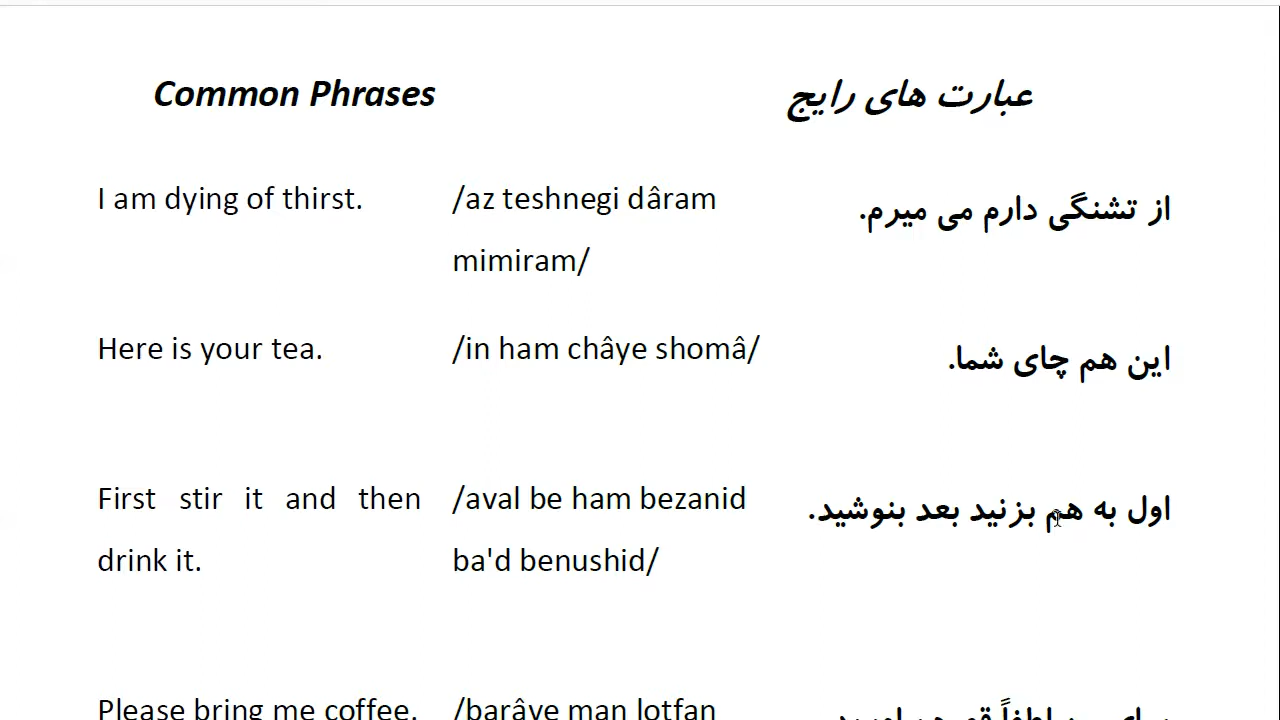 Common Phrases
عبارت های رایج
I am dying of thirst.
/az teshnegi dâram
mimiram/
از تشنگی دارم می میرم.
Here is your tea.
/in ham châye shomâ/
این هم چای شما.
First stir it and then
drink it.
/aval be ham bezanid
ba'd benushid/
اول به هم بزنید بعد بنوشید.
Please bring me coffee.
/barâye man lotfan
لطفاً